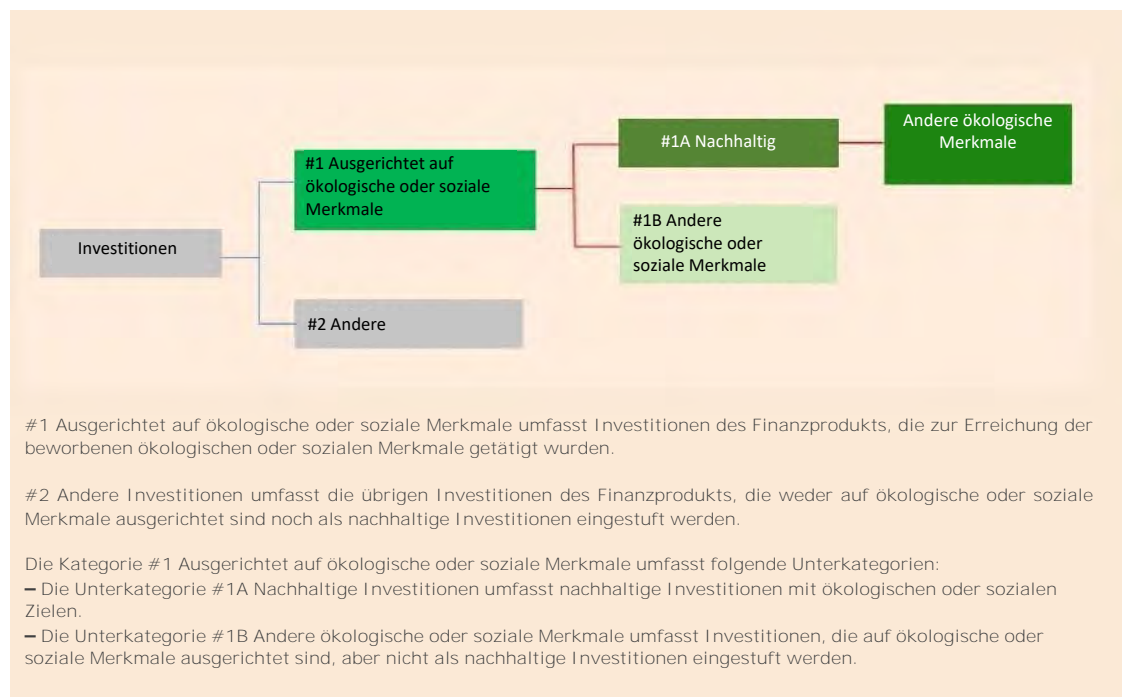 Andere ökologische
Merkmale
#1A Nachhaltig
#1 Ausgerichtet auf
ökologische oder soziale
Merkmale
#1B Andere
ökologische oder
soziale Merkmale
Investitionen
#2 Andere
#1 Ausgerichtet auf ökologische oder soziale Merkmale umfasst Investitionen des Finanzprodukts, die zur Erreichung der
beworbenen ökologischen oder sozialen Merkmale getätigt wurden.
#2 Andere Investitionen umfasst die übrigen Investitionen des Finanzprodukts, die weder auf ökologische oder soziale
Merkmale ausgerichtet sind noch als nachhaltige Investitionen eingestuft werden.
Die Kategorie #1 Ausgerichtet auf ökologische oder soziale Merkmale umfasst folgende Unterkategorien:
– Die Unterkategorie #1A Nachhaltige Investitionen umfasst nachhaltige Investitionen mit ökologischen oder sozialen
Zielen.
– Die Unterkategorie #1B Andere ökologische oder soziale Merkmale umfasst Investitionen, die auf ökologische oder
soziale Merkmale ausgerichtet sind, aber nicht als nachhaltige Investitionen eingestuft werden.